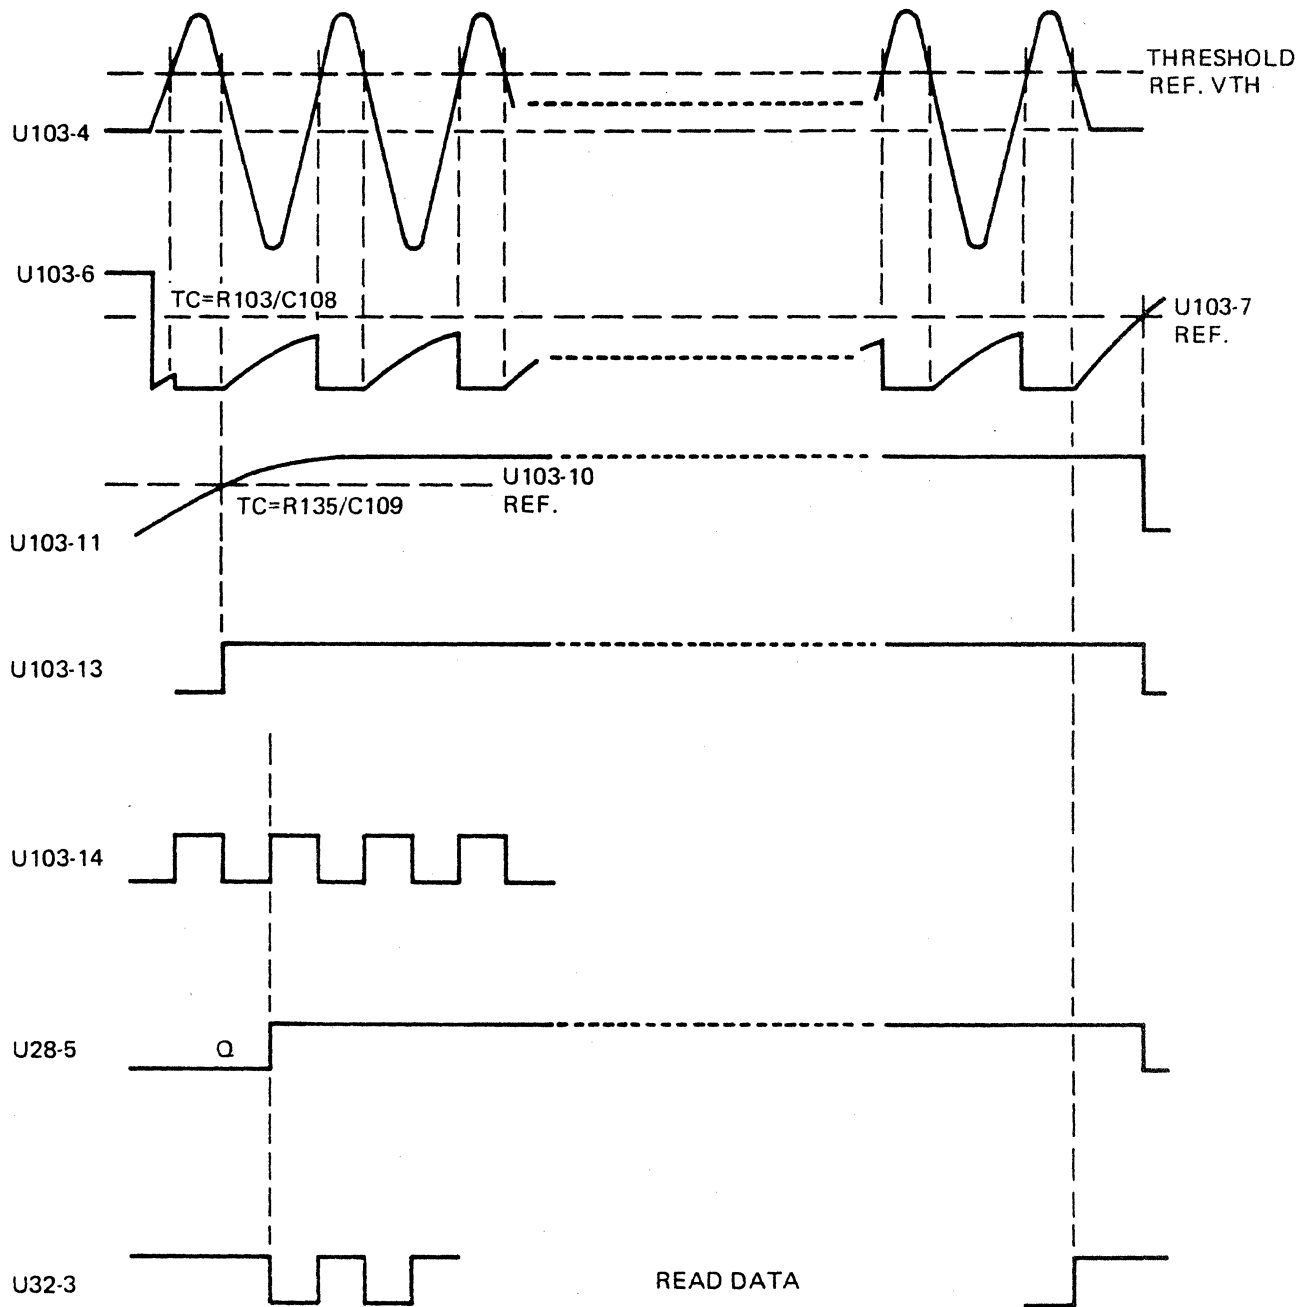 THRESHOLD
REF. VTH
U103-4
U103-6
TC=R103/C108
U103-7
REF.
U103-10
REF.
TC=R135/C109
U103-11
U103-13
U103-14
U28-5
Q
U32-3
READ DATA